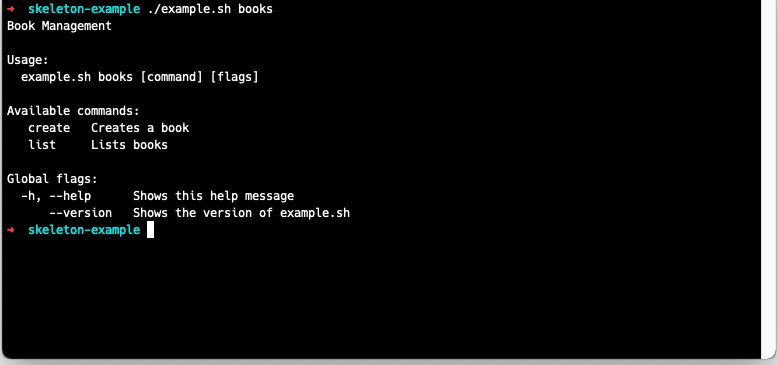 ➜  skeleton-example ./example.sh books
Book Management

Usage:
  example.sh books [command] [flags]

Available commands:
   create   Creates a book
   list     Lists books

Global flags:
  -h, --help      Shows this help message
      --version   Shows the version of example.sh
➜  skeleton-example